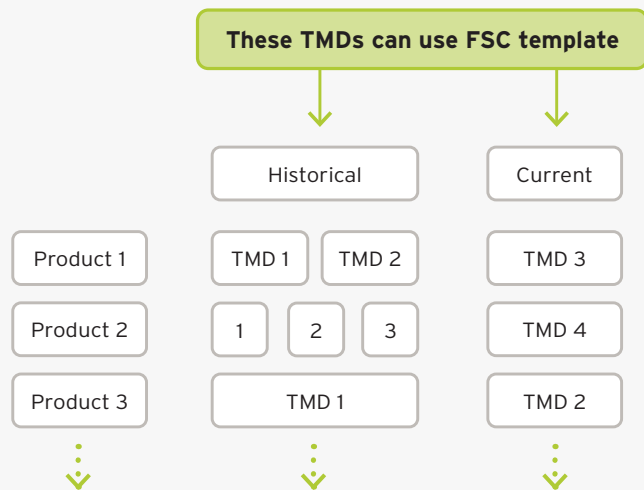 These TMDs can use FSC template
Historical Current
Product 1 TMD 1 TMD 2 TMD 3
Product 2 1 2 3 TMD 4
Product 3 TMD 1 TMD 2